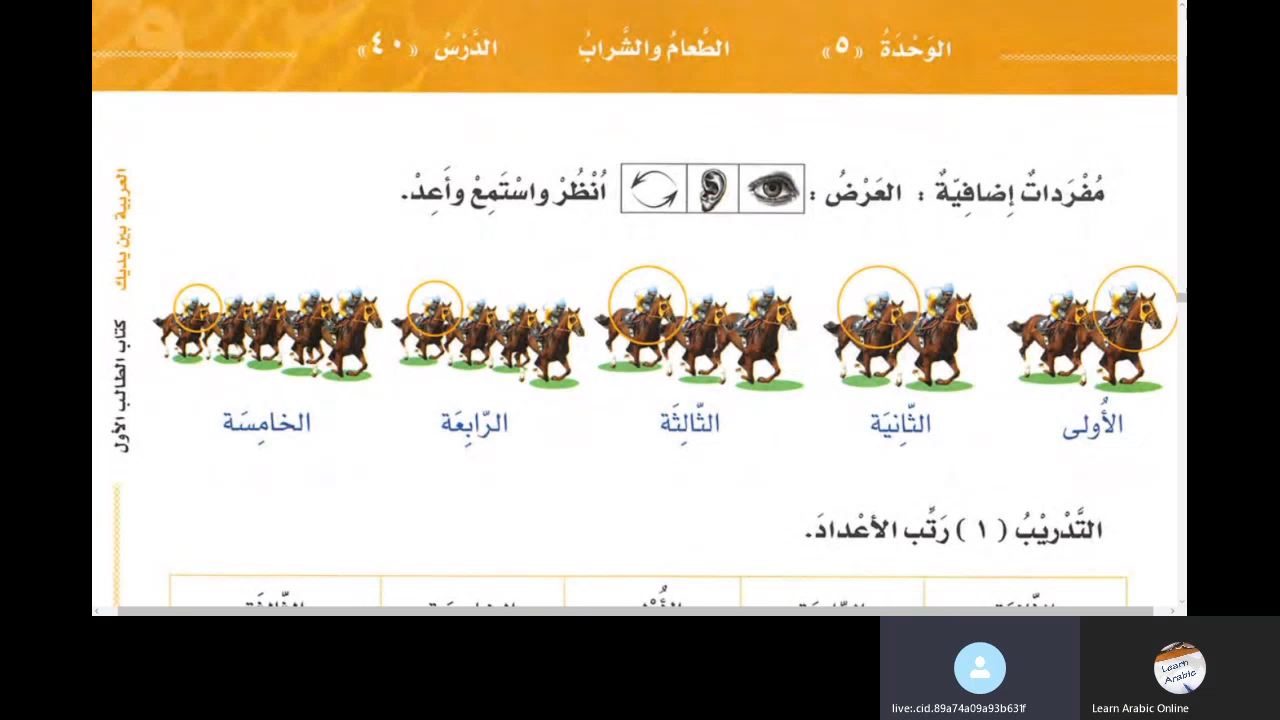 الوَحْدَةُ «٥» الطَّعامُ والشَّرابُ الدَّرْسُ «٤٠»
مُفْرَداتٌ إِضافِيّةٌ : العَرْضُ : اُنْظُرْ واسْتَمِعْ وأَعِدْ.
الأُولى الثّانِيَة الثّالِثَة الرّابِعَة الخامِسَة
التَّدْرِيْبُ ( ١ ) رَتِّب الأعْدادَ.
العربية بين يديك
كتاب الطالب الأول
live:.cid.89a74a09a93b631f
Learn Arabic
Learn Arabic Online